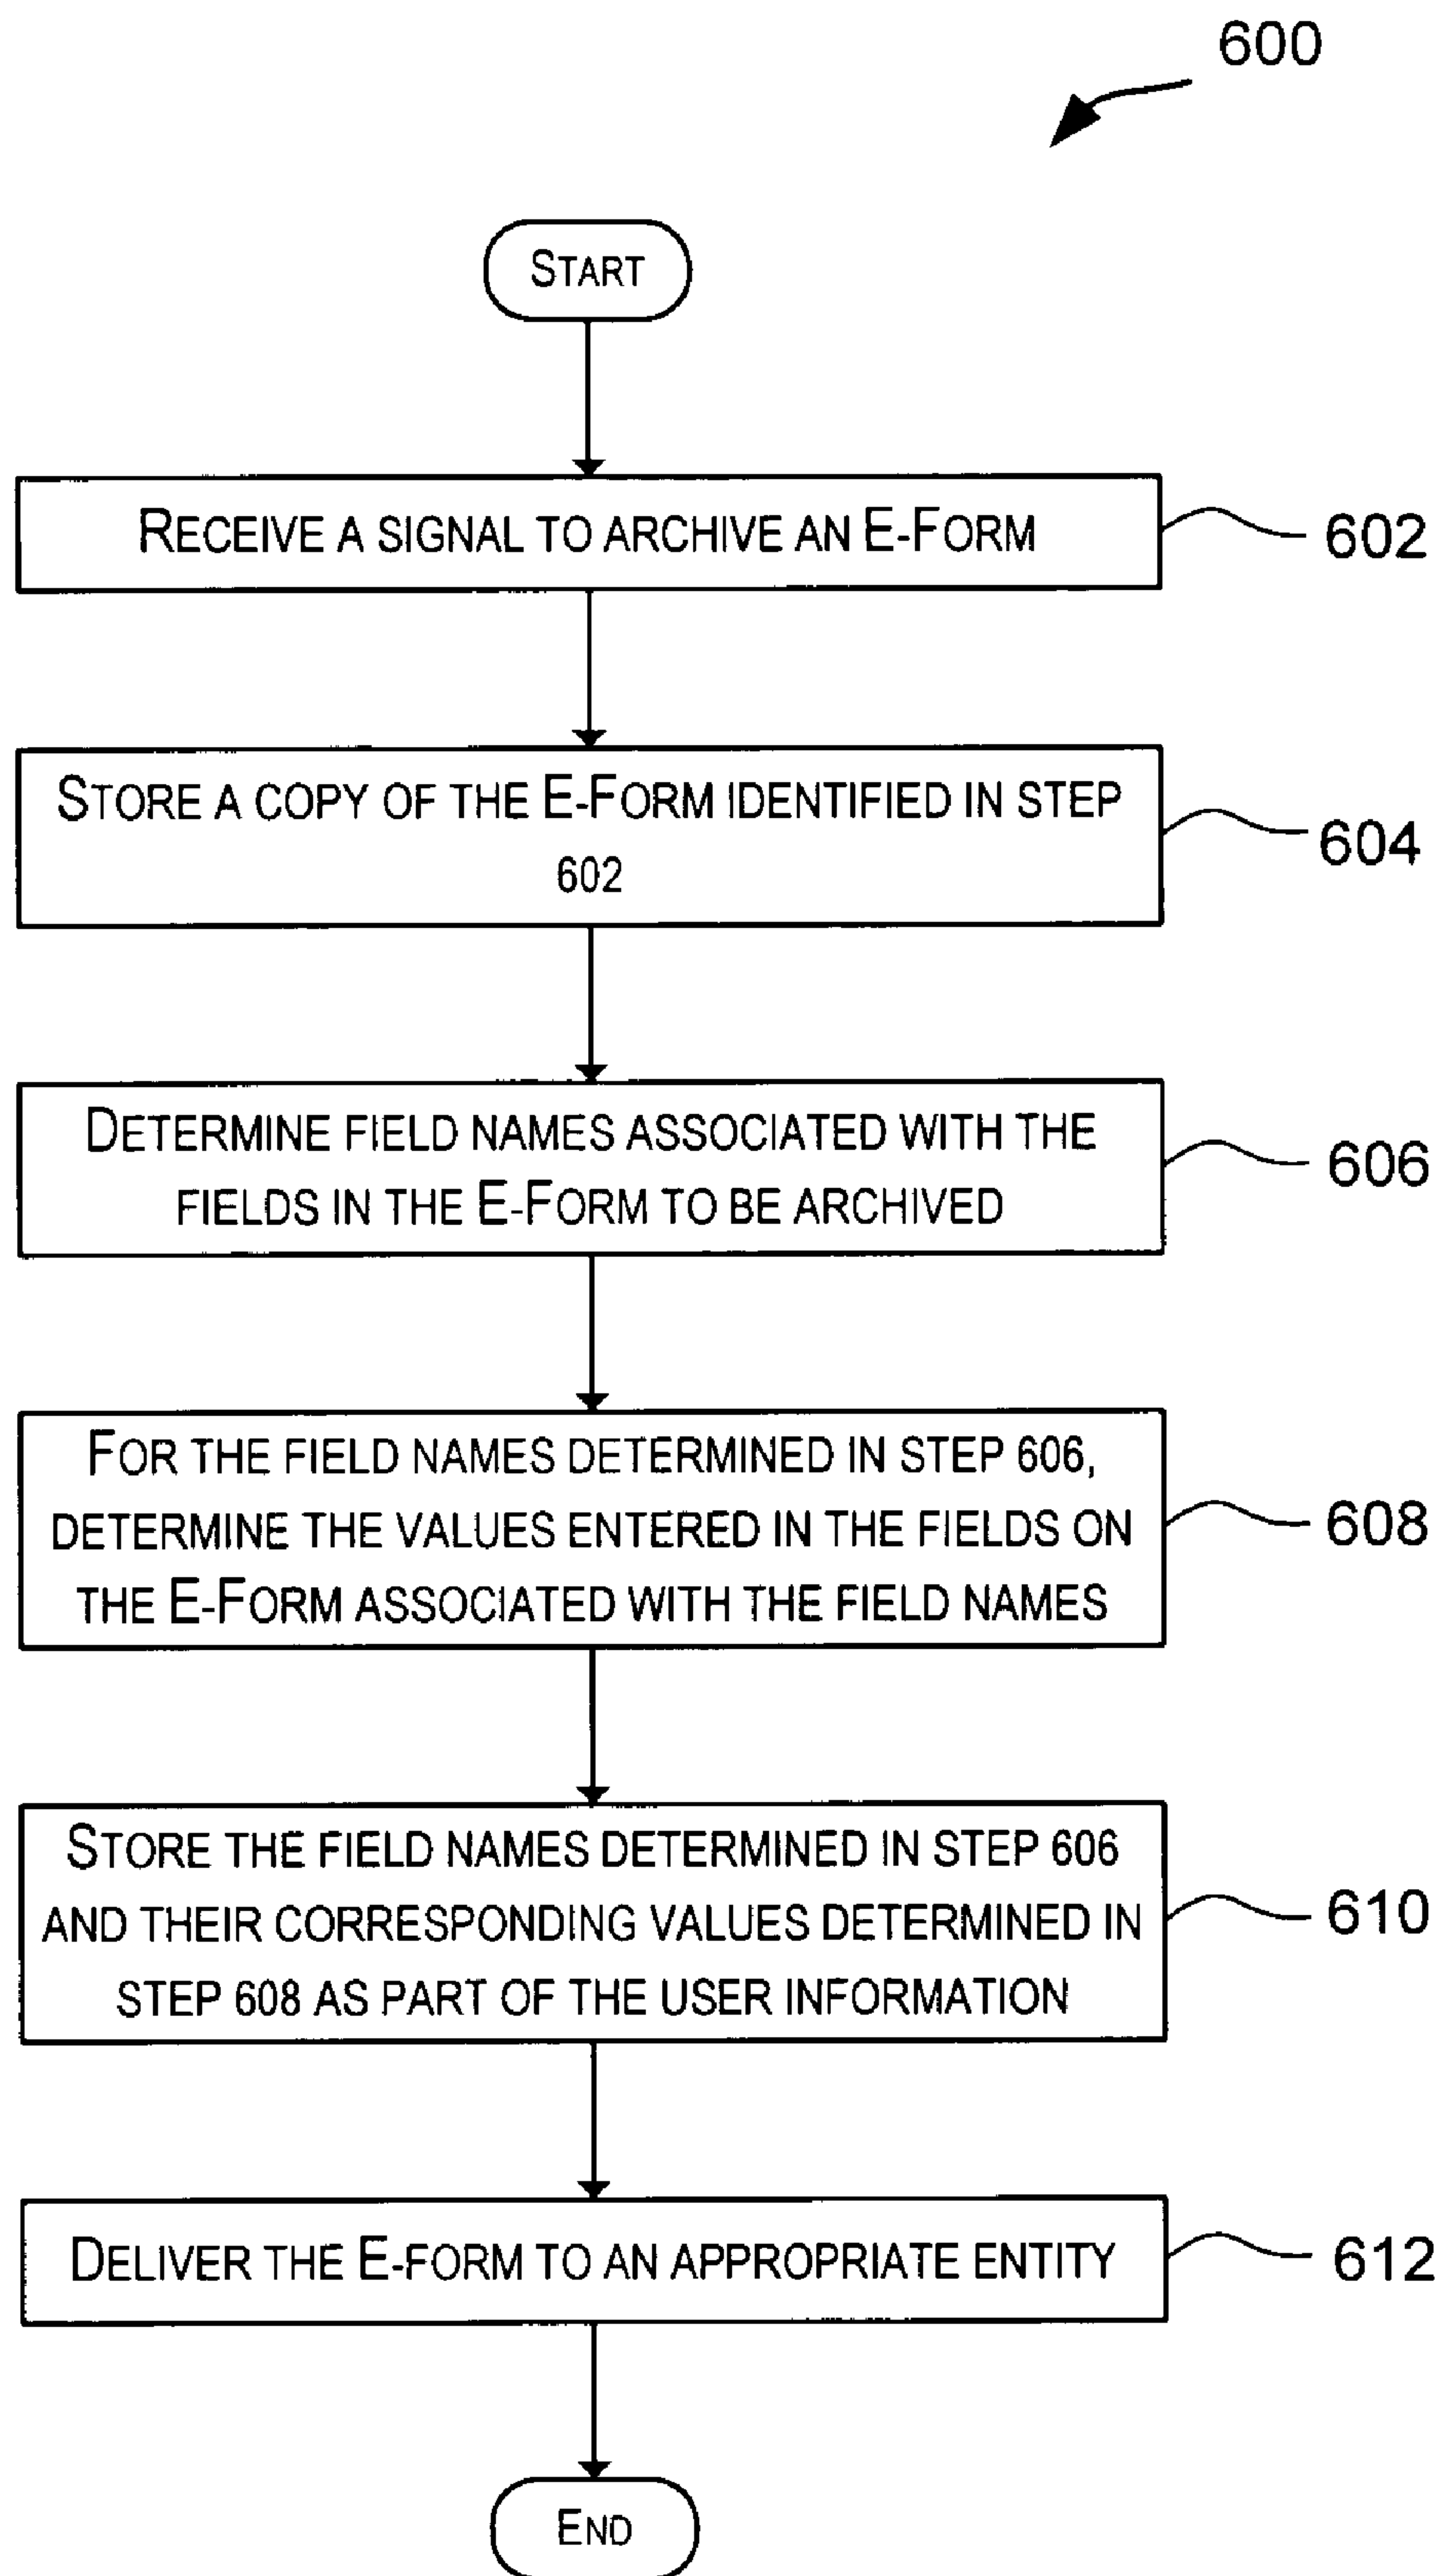 600
START
RECEIVE A SIGNAL TO ARCHIVE AN E-FORM
602
STORE A COPY OF THE E-FORM IDENTIFIED IN STEP
602
604
DETERMINE FIELD NAMES ASSOCIATED WITH THE
FIELDS IN THE E-FORM TO BE ARCHIVED
606
FOR THE FIELD NAMES DETERMINED IN STEP 606,
DETERMINE THE VALUES ENTERED IN THE FIELDS ON
THE E-FORM ASSOCIATED WITH THE FIELD NAMES
608
STORE THE FIELD NAMES DETERMINED IN STEP 606
AND THEIR CORRESPONDING VALUES DETERMINED IN
STEP 608 AS PART OF THE USER INFORMATION
610
DELIVER THE E-FORM TO AN APPROPRIATE ENTITY
612
END